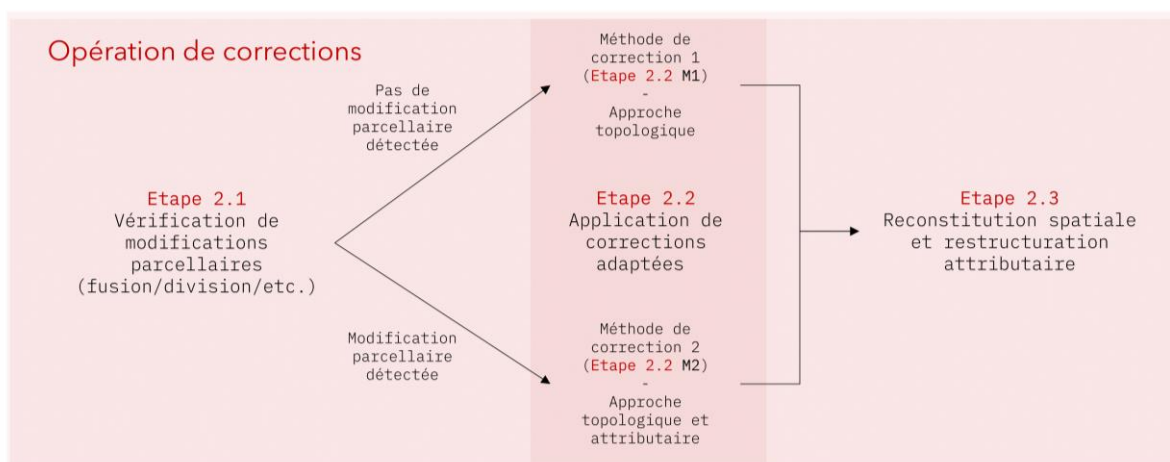 Opération de corrections
Etape 2.1
Vérification de
modifications
parcellaires
(fusion/division/etc.)
Pas de
modification
parcellaire
détectée
Modification
parcellaire
détectée
Méthode de
correction 1
(Etape 2.2 M1)
-
Approche
topologique
Etape 2.2
Application de
corrections
adaptées
Méthode de
correction 2
(Etape 2.2 M2)
-
Approche
topologique et
attributaire
Etape 2.3
Reconstitution spatiale
et restructuration
attributaire